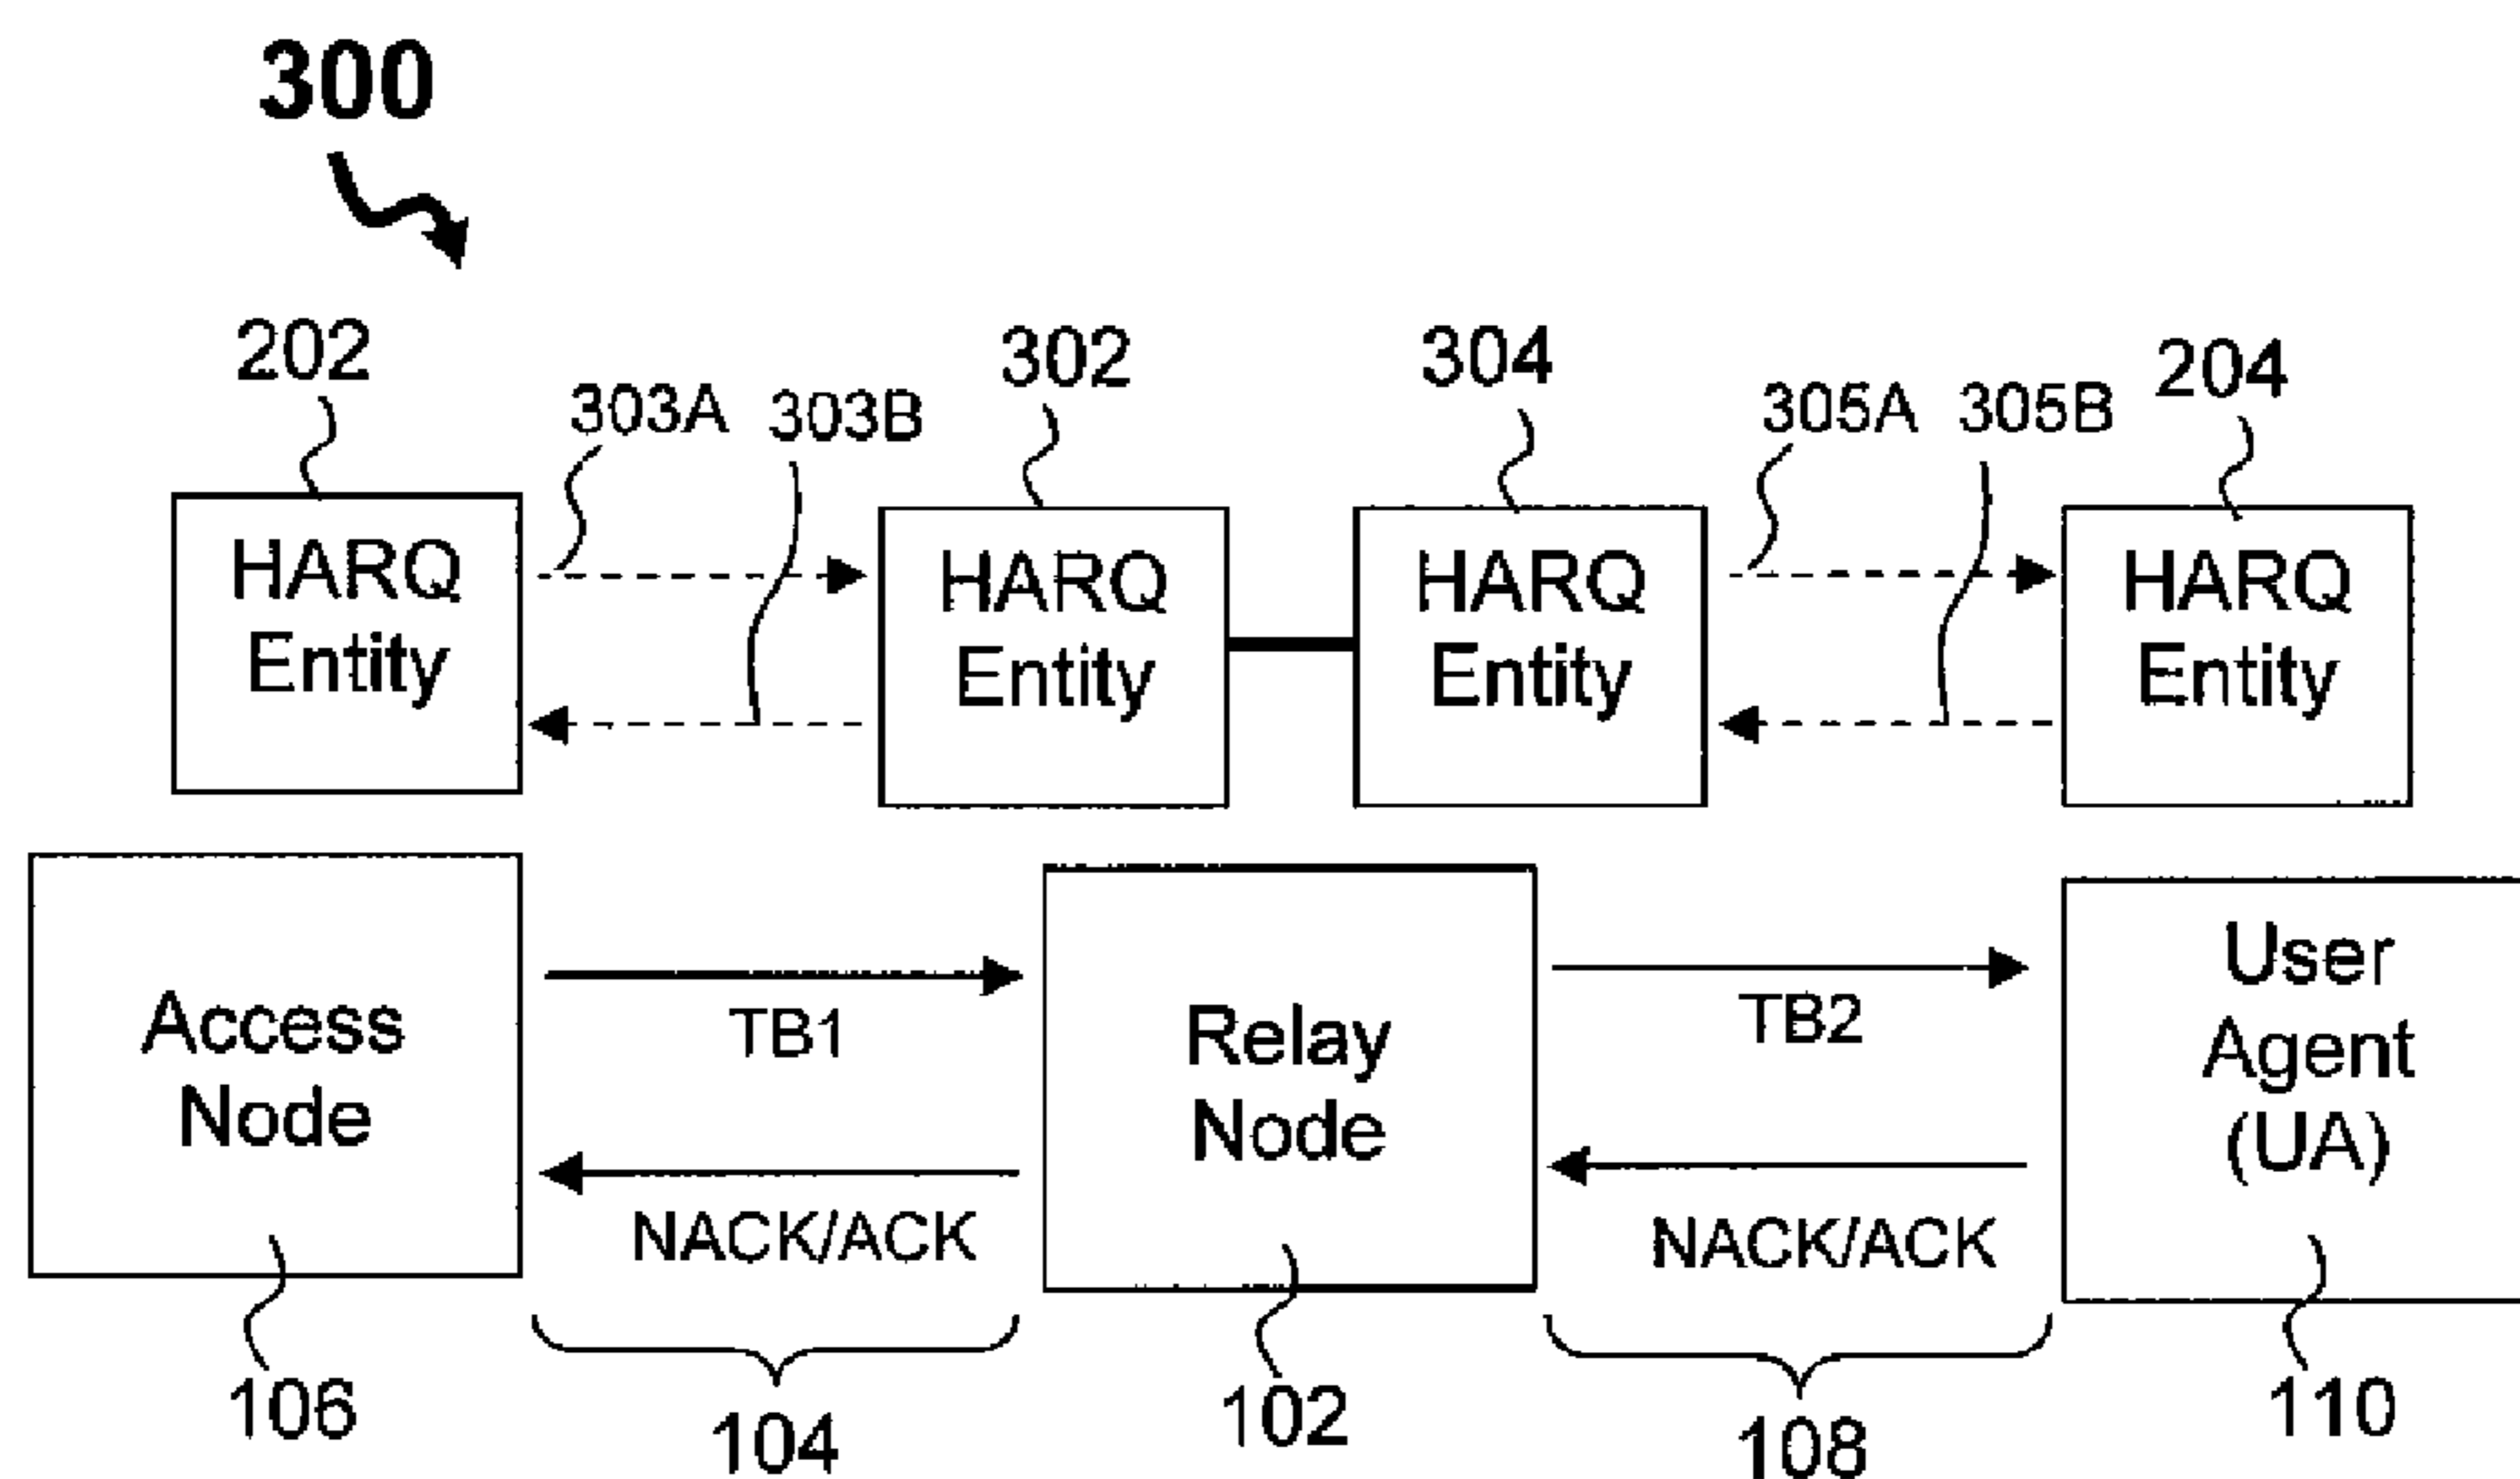 300
202
302
304
204
303A
303B
305A
305B
HARQ
Entity
HARQ
Entity
HARQ
Entity
HARQ
Entity
Access
Node
TB1
NACK/ACK
Relay
Node
TB2
NACK/ACK
User
Agent
(UA)
106
104
102
108
110